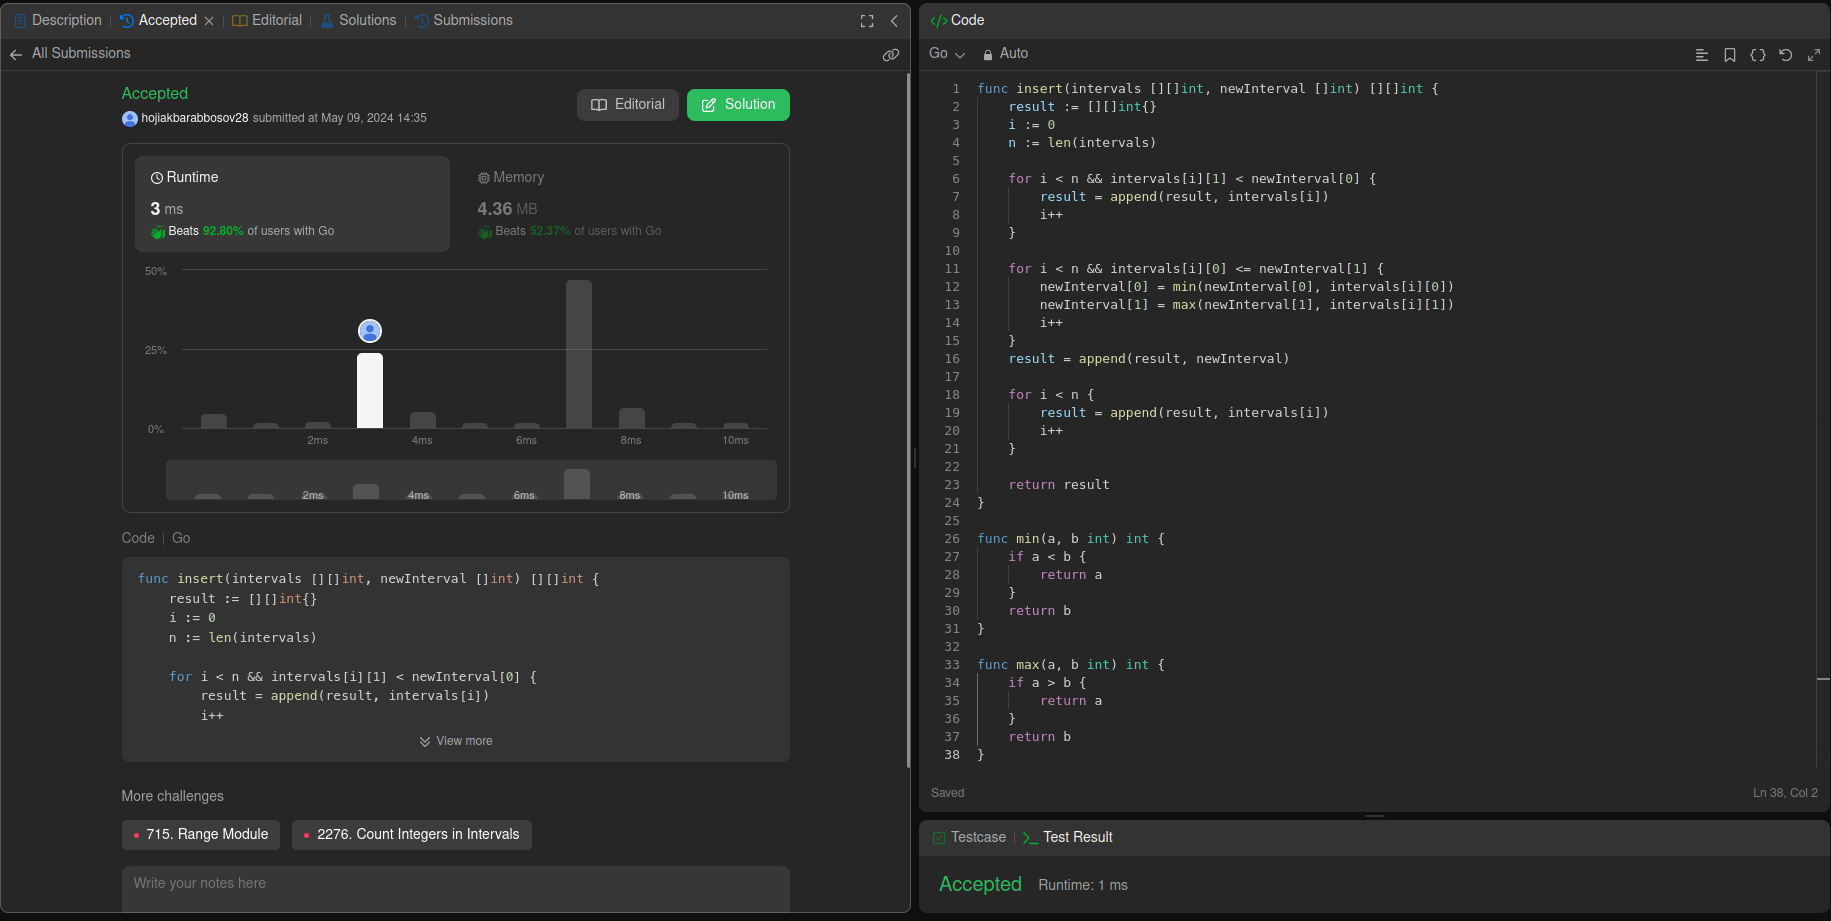 Description | Accepted × | Editorial | Solutions | Submissions
All Submissions
Accepted
hojiakbarabbosov28 submitted at May 09, 2024 14:35
Editorial
Solution
Runtime
3 ms
Beats 92.80% of users with Go
Memory
4.36 MB
Beats 52.37% of users with Go
50%
25%
0%
2ms 4ms 6ms 8ms 10ms
2ms 4ms 6ms 8ms 10ms
Code | Go
func insert(intervals [][]int, newInterval []int) [][]int {
    result := [][]int{}
    i := 0
    n := len(intervals)
    for i < n && intervals[i][1] < newInterval[0] {
        result = append(result, intervals[i])
        i++
View more
More challenges
715. Range Module
2276. Count Integers in Intervals
Write your notes here
</> Code
Go
Auto
1 func insert(intervals [][]int, newInterval []int) [][]int {
2     result := [][]int{}
3     i := 0
4     n := len(intervals)
5
6     for i < n && intervals[i][1] < newInterval[0] {
7         result = append(result, intervals[i])
8         i++
9     }
10
11     for i < n && intervals[i][0] <= newInterval[1] {
12         newInterval[0] = min(newInterval[0], intervals[i][0])
13         newInterval[1] = max(newInterval[1], intervals[i][1])
14         i++
15     }
16     result = append(result, newInterval)
17
18     for i < n {
19         result = append(result, intervals[i])
20         i++
21     }
22
23     return result
24 }
25
26 func min(a, b int) int {
27     if a < b {
28         return a
29     }
30     return b
31 }
32
33 func max(a, b int) int {
34     if a > b {
35         return a
36     }
37     return b
38 }
Saved
Ln 38, Col 2
Testcase | >_ Test Result
Accepted Runtime: 1 ms